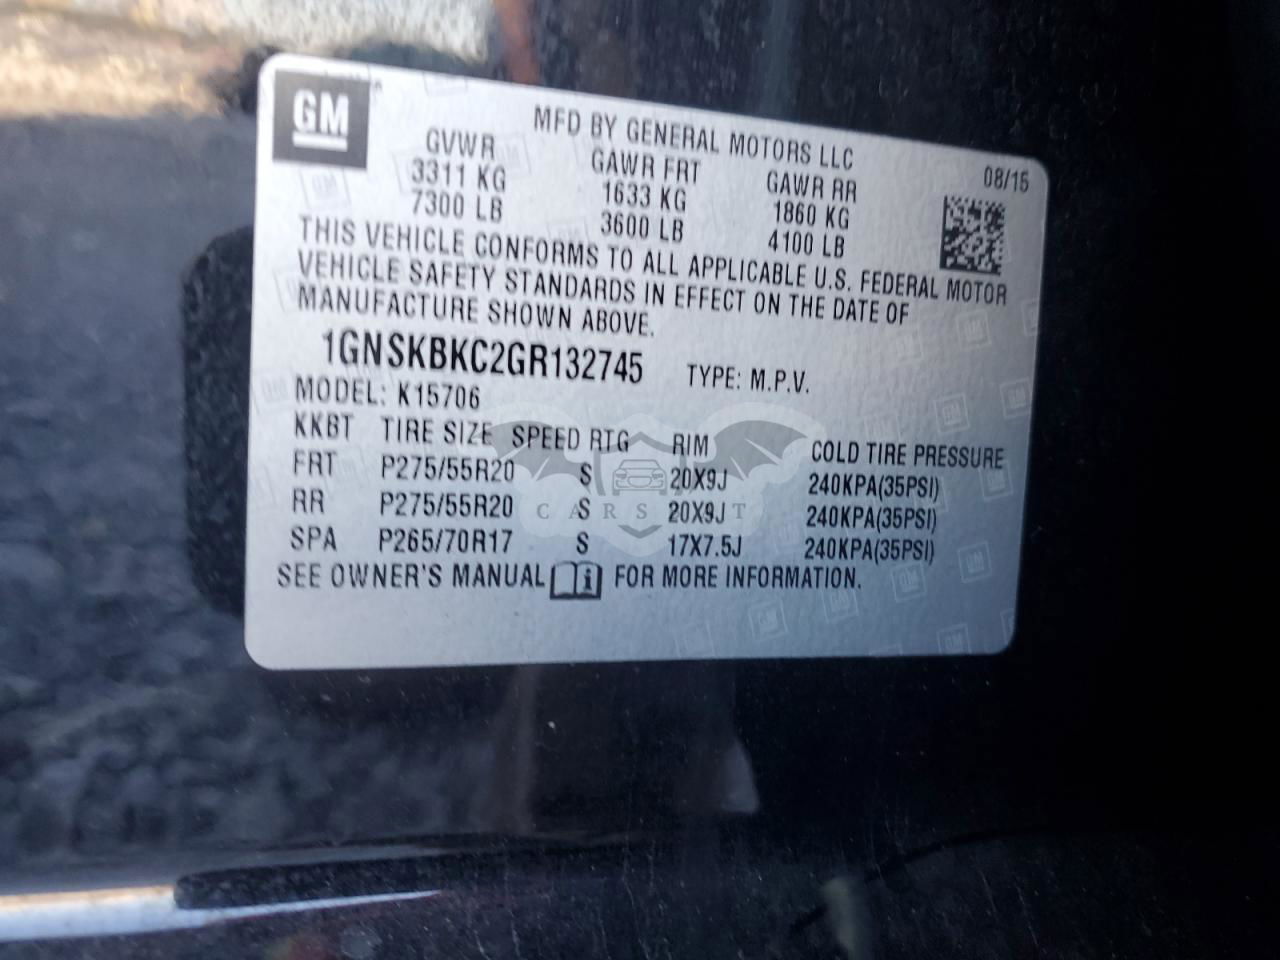 GM
MFD BY GENERAL MOTORS LLC
08/15
GVWR GAWR FRT GAWR RR
3311 KG 1633 KG 1860 KG
7300 LB 3600 LB 4100 LB
THIS VEHICLE CONFORMS TO ALL APPLICABLE U.S. FEDERAL MOTOR
VEHICLE SAFETY STANDARDS IN EFFECT ON THE DATE OF
MANUFACTURE SHOWN ABOVE.
1GNSKBKC2GR132745 TYPE: M.P.V.
MODEL: K15706
KKBT TIRE SIZE SPEED RTG RIM COLD TIRE PRESSURE
FRT P275/55R20 S 20X9J 240KPA(35PSI)
RR P275/55R20 S 20X9J 240KPA(35PSI)
SPA P265/70R17 S 17X7.5J 240KPA(35PSI)
SEE OWNER'S MANUAL i FOR MORE INFORMATION.